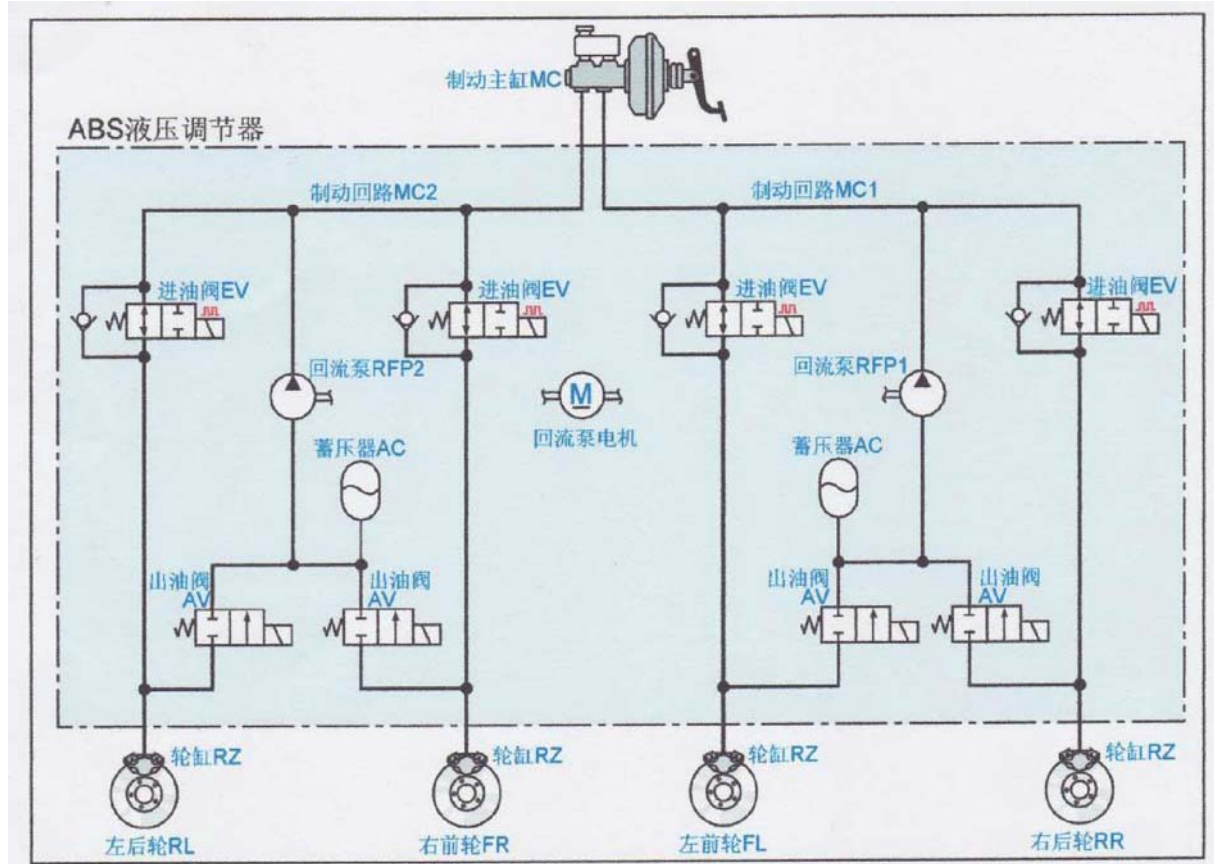 制动主缸MC
ABS液压调节器
制动回路MC2
制动回路MC1
进油阀EV
进油阀EV
进油阀EV
进油阀EV
回流泵RFP2
M
回流泵RFP1
回流泵电机
蓄压器AC
蓄压器AC
出油阀
AV
出油阀
AV
出油阀
AV
出油阀
AV
轮缸RZ
轮缸RZ
轮缸RZ
轮缸RZ
左后轮RL
右前轮FR
左前轮FL
右后轮RR